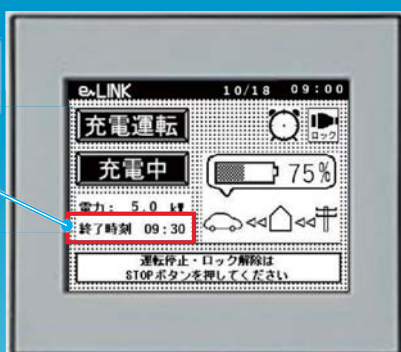 e-LINK 10/18 09:00
充電運転
ロック
充電中
75%
電力: 5.0 kW
終了時刻 09:30
運転停止・ロック解除は
STOPボタンを押してください